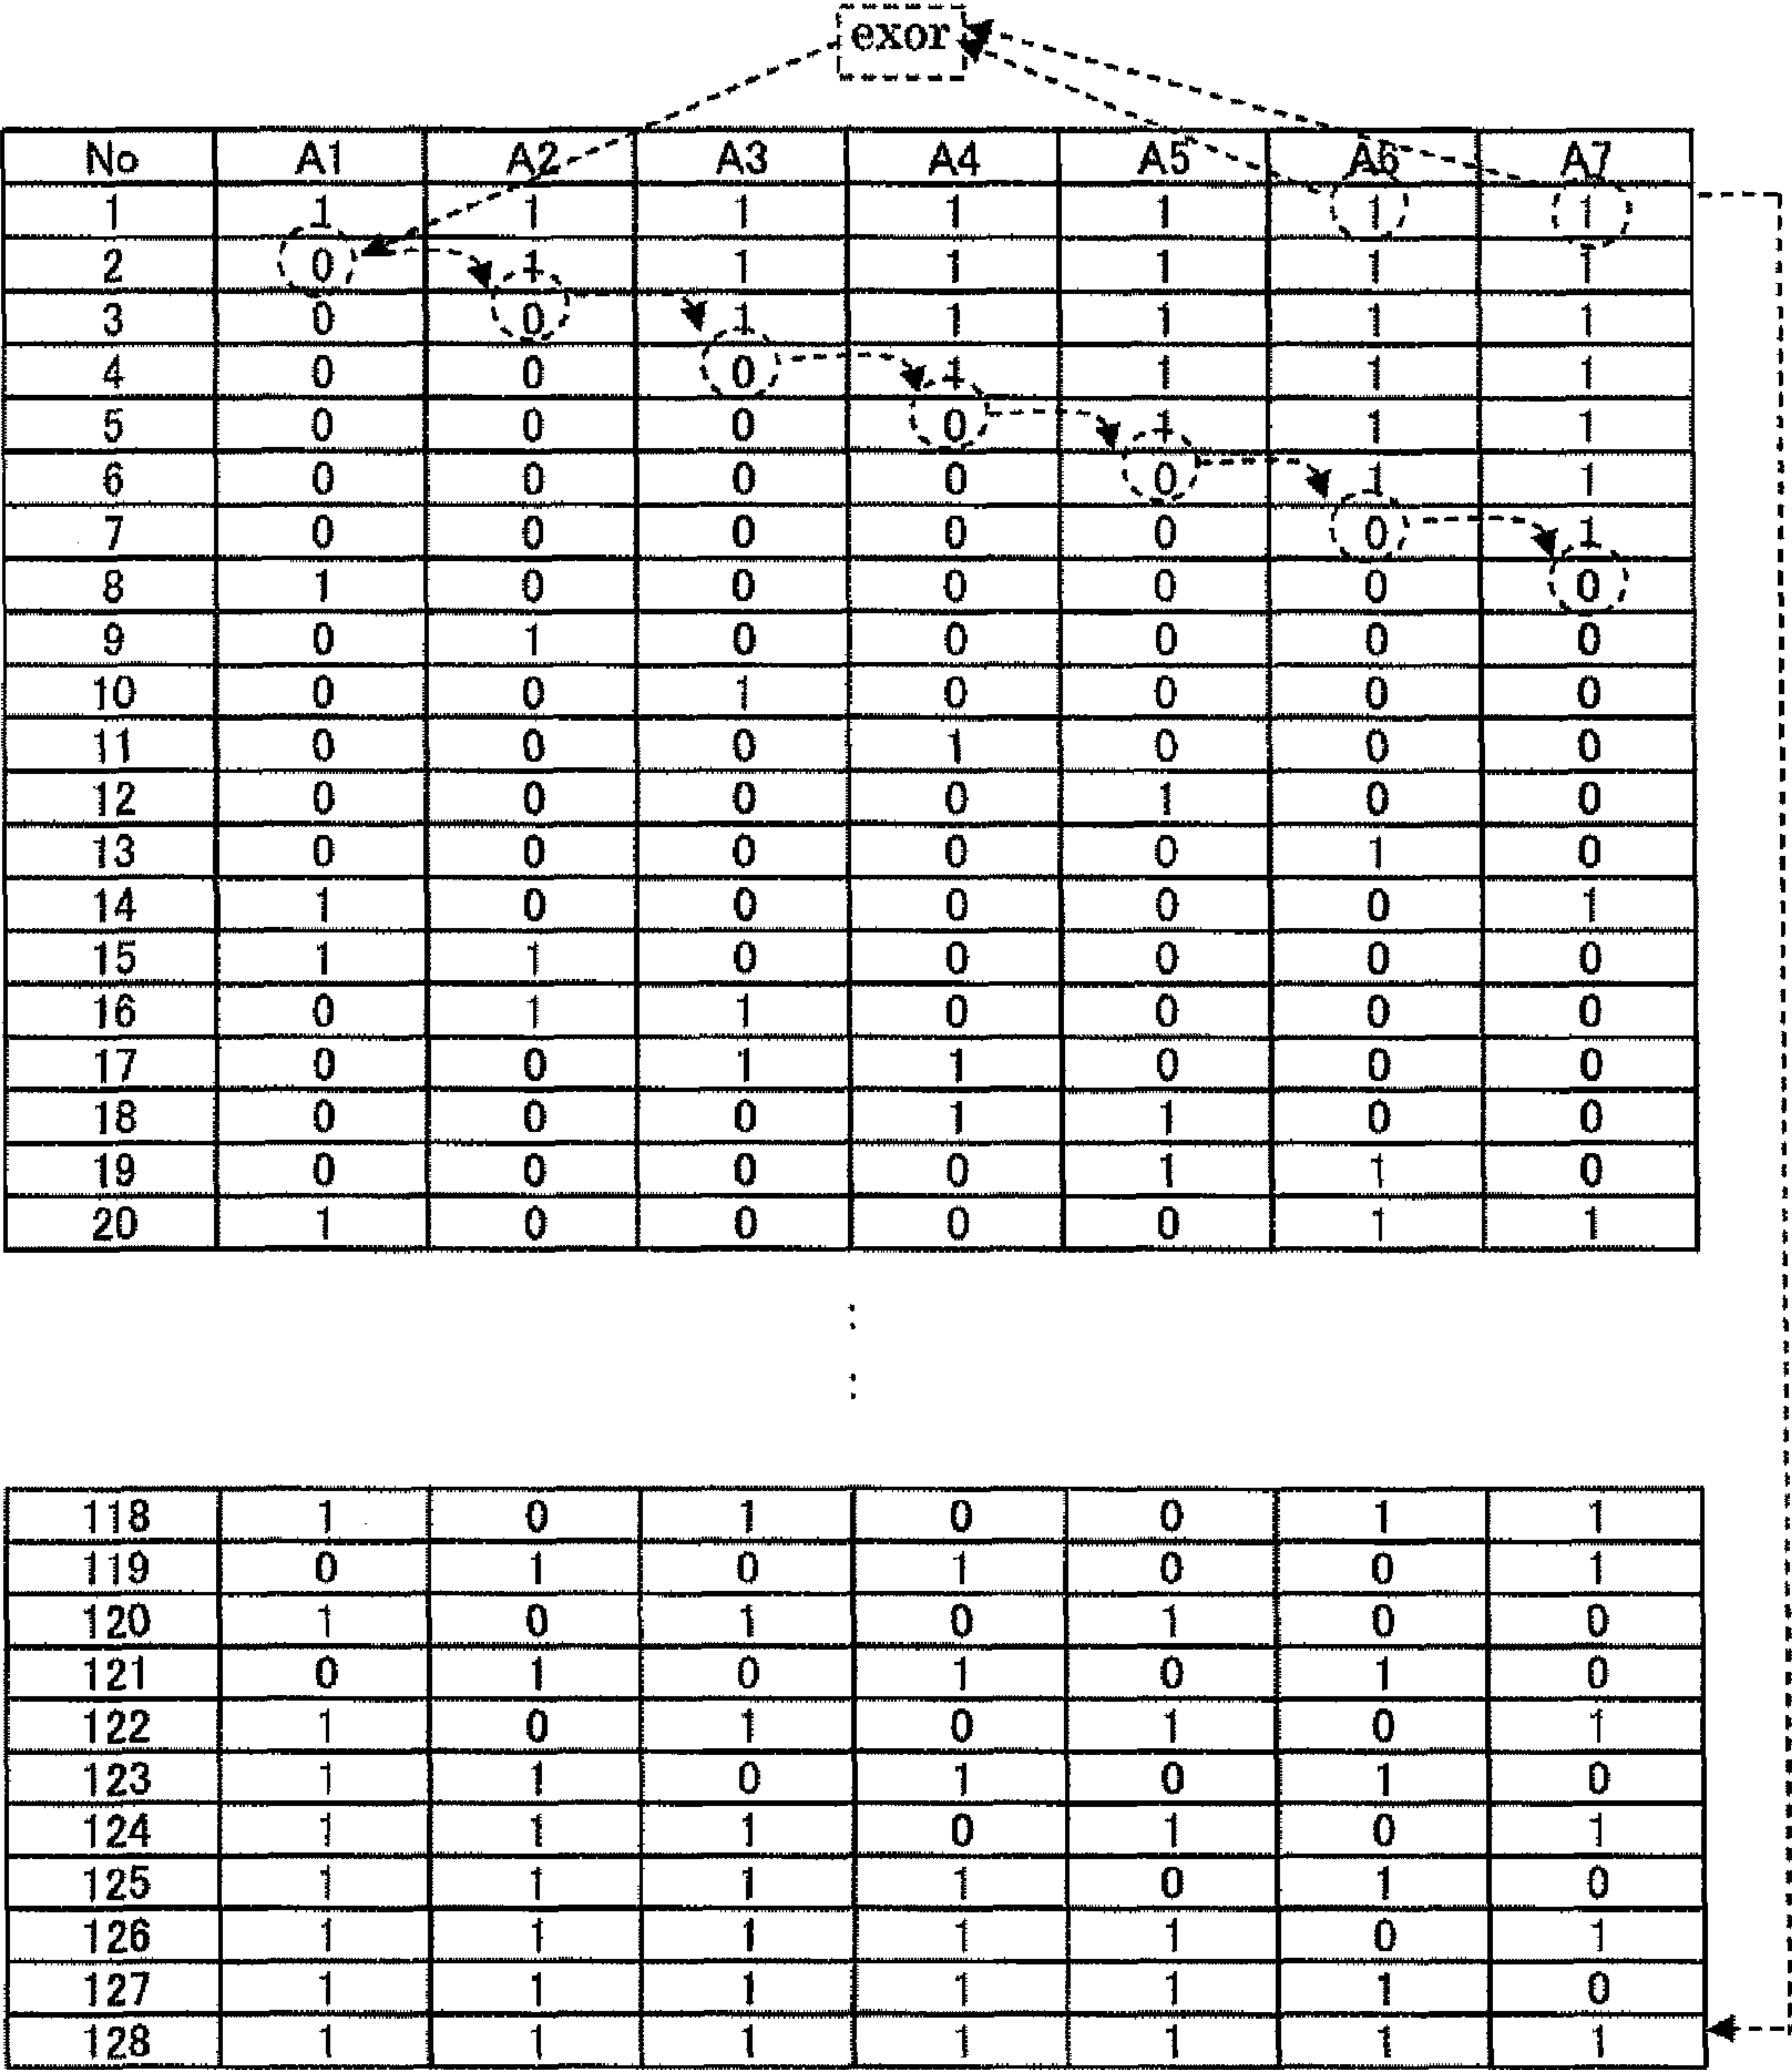 exor
No A1 A2 A3 A4 A5 A6 A7
1 1 1 1 1 1 1 1
2 0 1 1 1 1 1 1
3 0 0 1 1 1 1 1
4 0 0 0 1 1 1 1
5 0 0 0 0 1 1 1
6 0 0 0 0 0 1 1
7 0 0 0 0 0 0 1
8 1 0 0 0 0 0 0
9 0 1 0 0 0 0 0
10 0 0 1 0 0 0 0
11 0 0 0 1 0 0 0
12 0 0 0 0 1 0 0
13 0 0 0 0 0 1 0
14 1 0 0 0 0 0 1
15 1 1 0 0 0 0 0
16 0 1 1 0 0 0 0
17 0 0 1 1 0 0 0
18 0 0 0 1 1 0 0
19 0 0 0 0 1 1 0
20 1 0 0 0 0 1 1
118 1 0 1 0 0 1 1
119 0 1 0 1 0 0 1
120 1 0 1 0 1 0 0
121 0 1 0 1 0 1 0
122 1 0 1 0 1 0 1
123 1 1 0 1 0 1 0
124 1 1 1 0 1 0 1
125 1 1 1 1 0 1 0
126 1 1 1 1 1 0 1
127 1 1 1 1 1 1 0
128 1 1 1 1 1 1 1